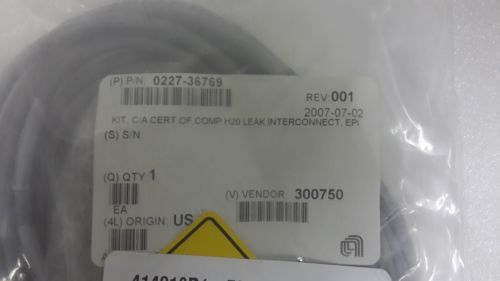 (P) P/N: 0227-36769
REV: 001
2007-07-02
KIT, C/A CERT OF COMP H20 LEAK INTERCONNECT, EPI
(S) S/N:
(Q) QTY 1
EA
(V) VENDOR: 300750
(4L) ORIGIN: US